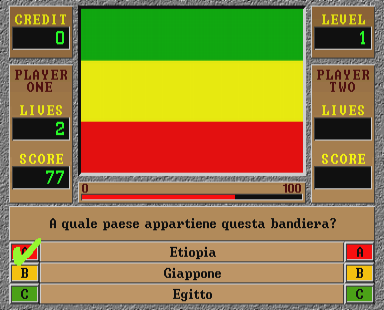 CREDIT
0
LEVEL
1
PLAYER
ONE
LIVES
2
SCORE
77
PLAYER
TWO
LIVES
SCORE
0 100
A quale paese appartiene questa bandiera?
A Etiopia A
B Giappone B
C Egitto C